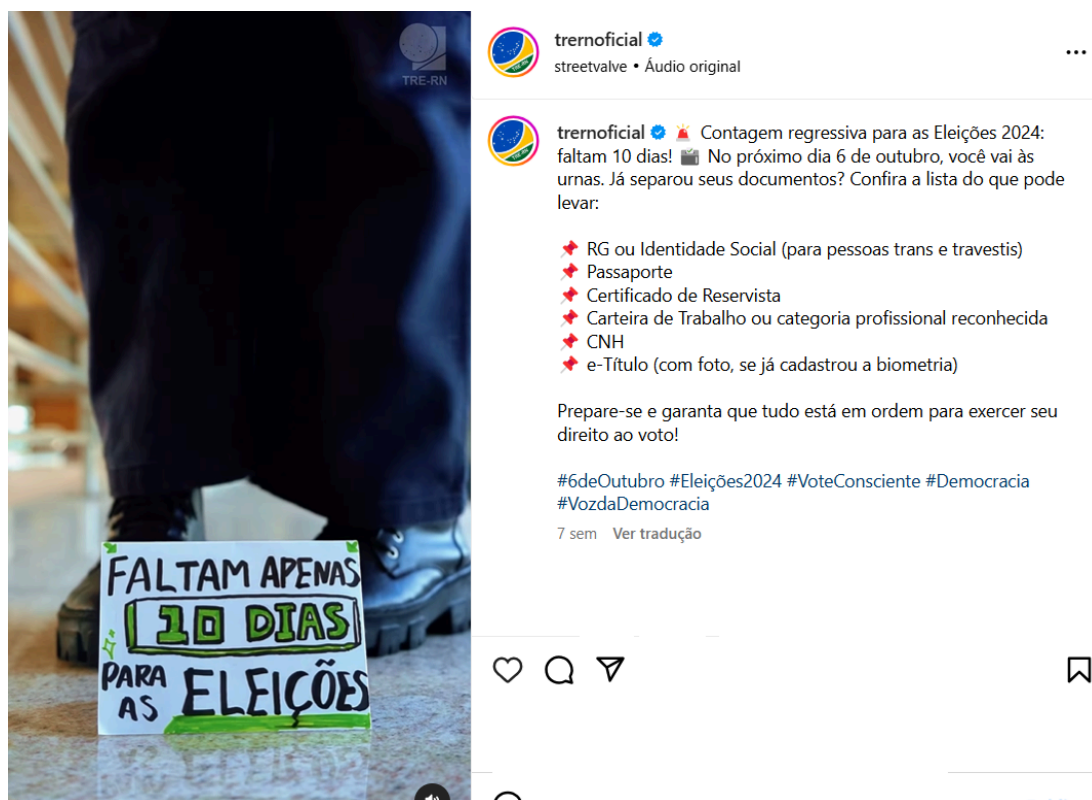 TRE-RN
FALTAM APENAS
10 DIAS
PARA AS ELEIÇÕES
trernoficial
streetvalve • Áudio original
trernoficial 🚨 Contagem regressiva para as Eleições 2024:
faltam 10 dias! 🗳️ No próximo dia 6 de outubro, você vai às
urnas. Já separou seus documentos? Confira a lista do que pode
levar:
📌 RG ou Identidade Social (para pessoas trans e travestis)
📌 Passaporte
📌 Certificado de Reservista
📌 Carteira de Trabalho ou categoria profissional reconhecida
📌 CNH
📌 e-Título (com foto, se já cadastrou a biometria)
Prepare-se e garanta que tudo está em ordem para exercer seu
direito ao voto!
#6deOutubro #Eleições2024 #VoteConsciente #Democracia
#VozdaDemocracia
7 sem Ver tradução